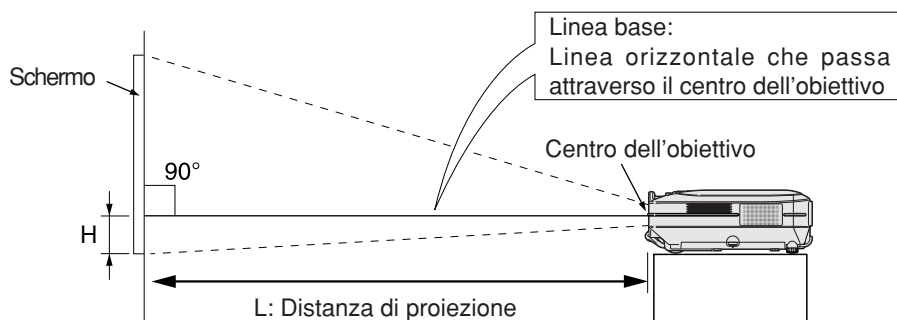 Linea base:
Linea orizzontale che passa
attraverso il centro dell'obiettivo
Schermo
Centro dell'obiettivo
90°
H
L: Distanza di proiezione